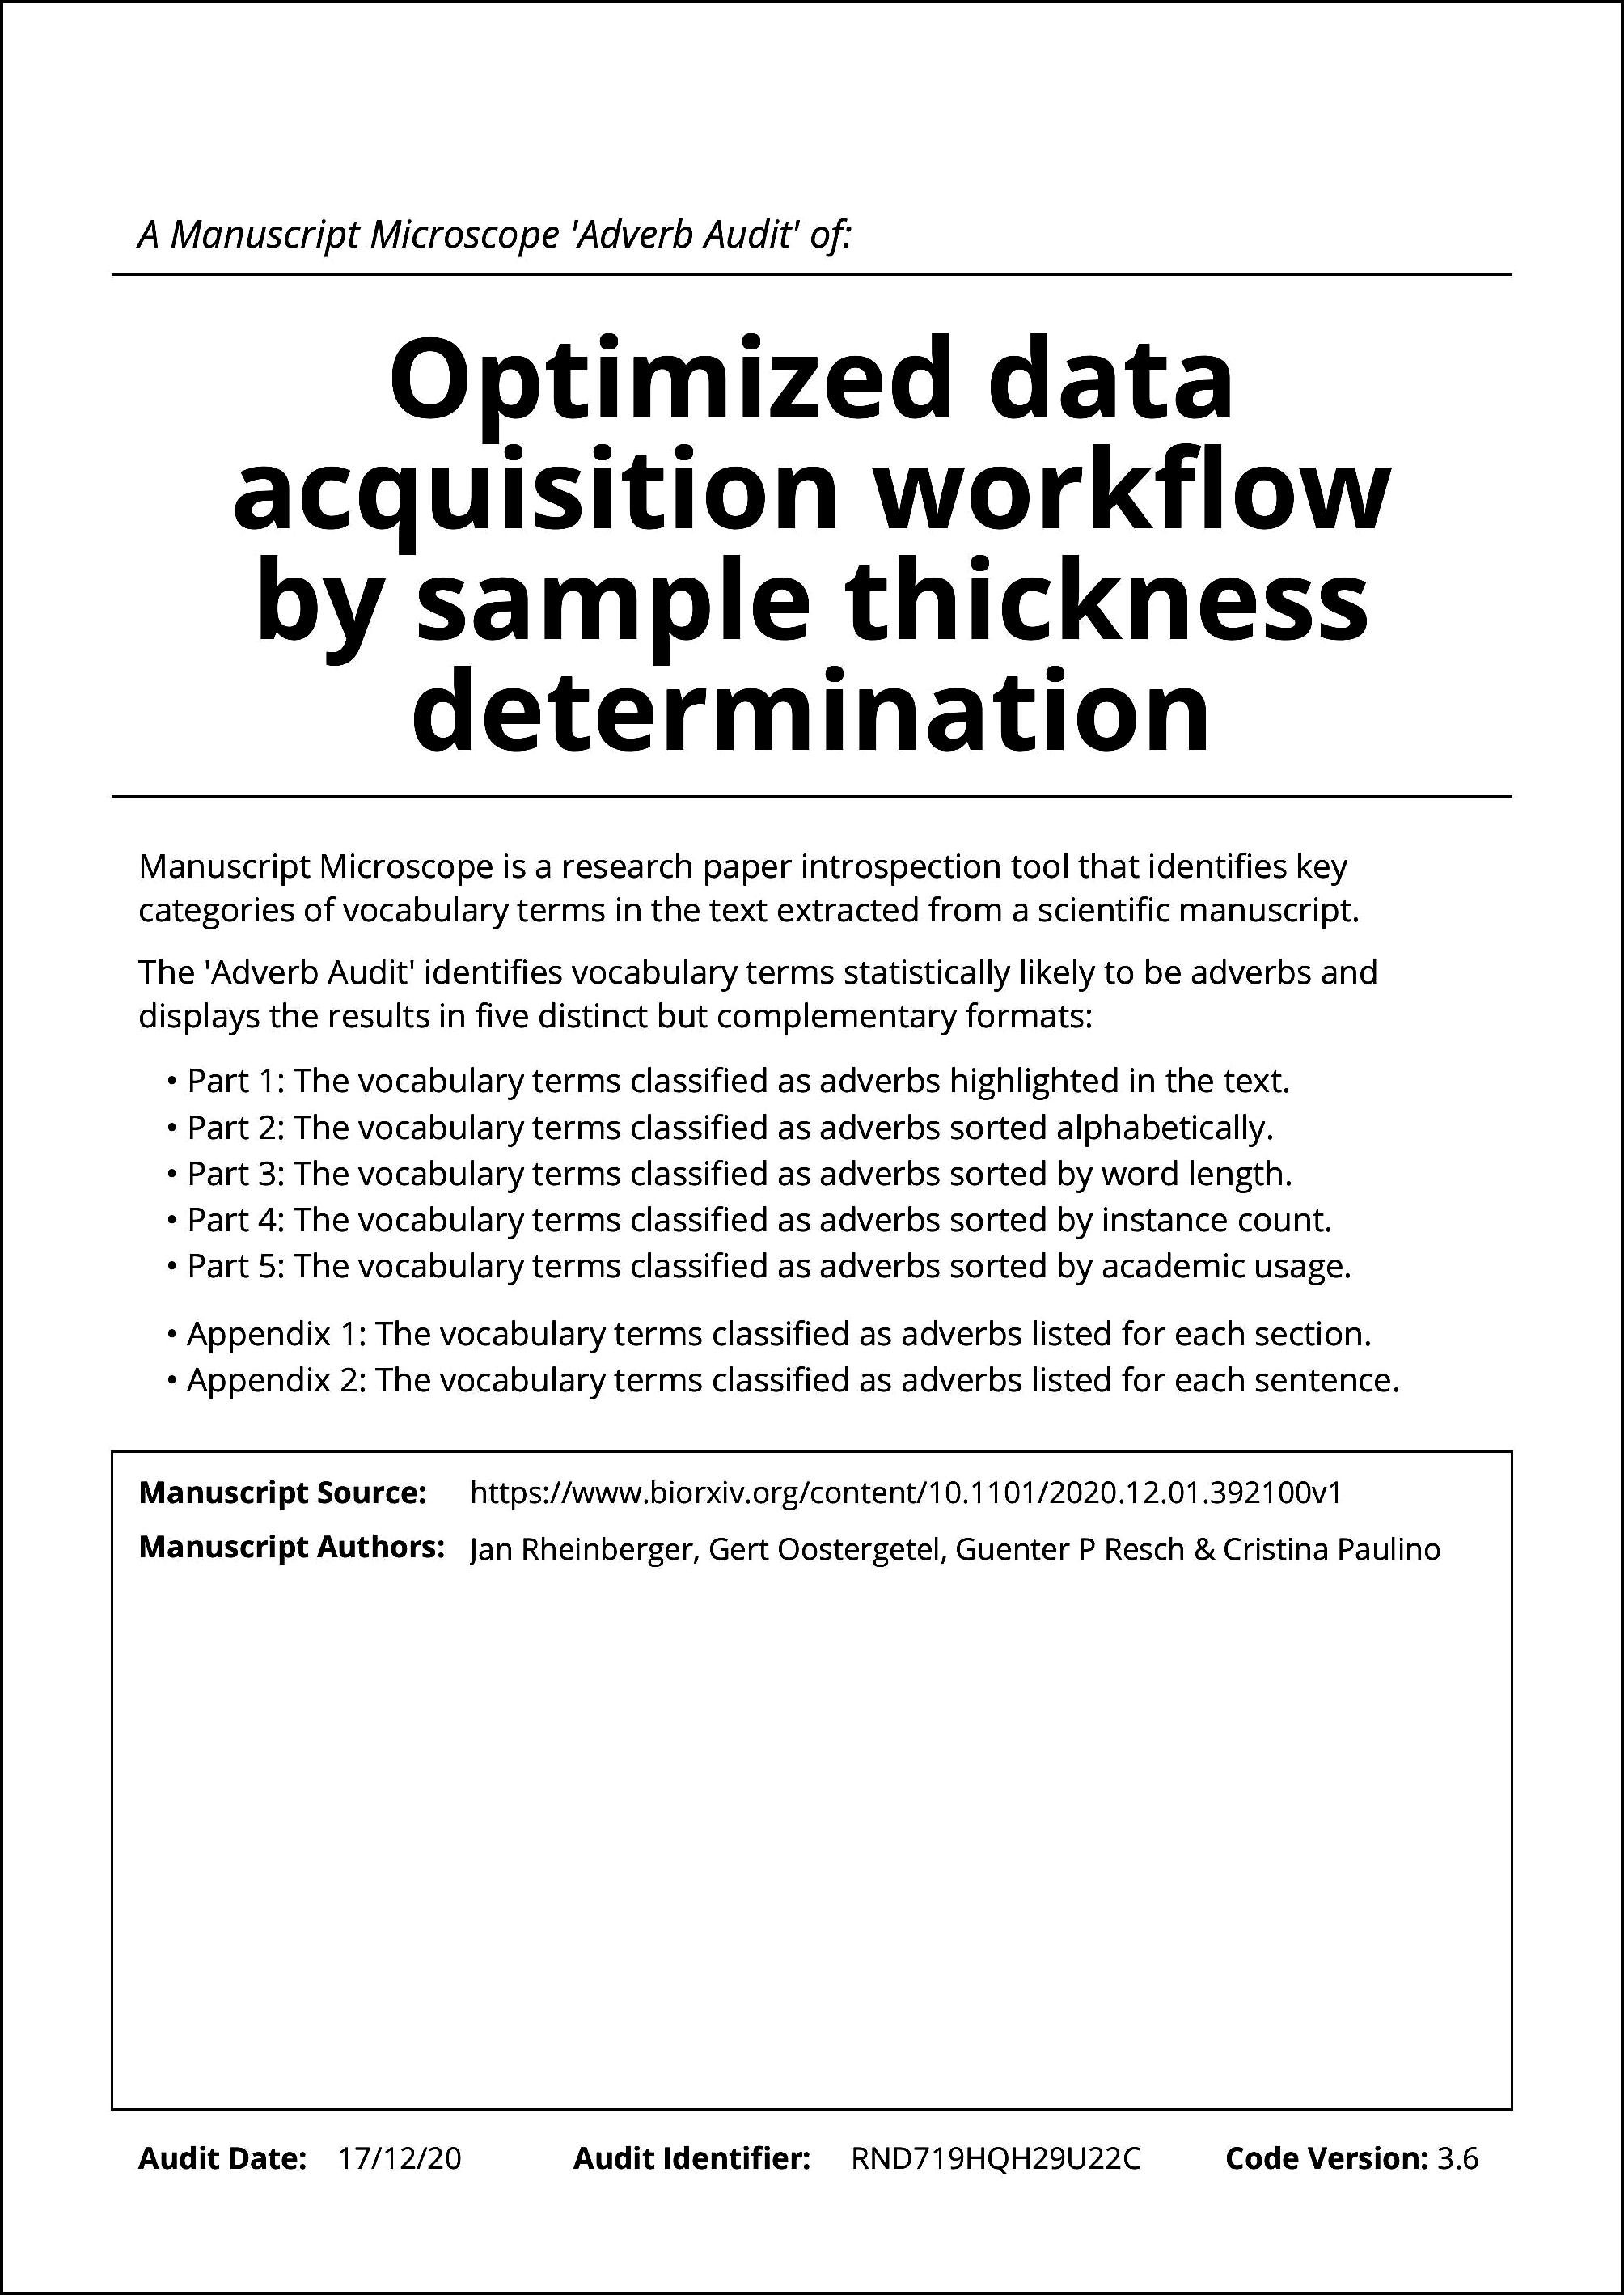 A Manuscript Microscope 'Adverb Audit' of:
Optimized data
acquisition workflow
by sample thickness
determination
Manuscript Microscope is a research paper introspection tool that identifies key
categories of vocabulary terms in the text extracted from a scientific manuscript.
The 'Adverb Audit' identifies vocabulary terms statistically likely to be adverbs and
displays the results in five distinct but complementary formats:
• Part 1: The vocabulary terms classified as adverbs highlighted in the text.
• Part 2: The vocabulary terms classified as adverbs sorted alphabetically.
• Part 3: The vocabulary terms classified as adverbs sorted by word length.
• Part 4: The vocabulary terms classified as adverbs sorted by instance count.
• Part 5: The vocabulary terms classified as adverbs sorted by academic usage.
• Appendix 1: The vocabulary terms classified as adverbs listed for each section.
• Appendix 2: The vocabulary terms classified as adverbs listed for each sentence.
Manuscript Source: https://www.biorxiv.org/content/10.1101/2020.12.01.392100v1
Manuscript Authors: Jan Rheinberger, Gert Oostergetel, Guenter P Resch & Cristina Paulino
Audit Date: 17/12/20 Audit Identifier: RND719HQH29U22C Code Version: 3.6